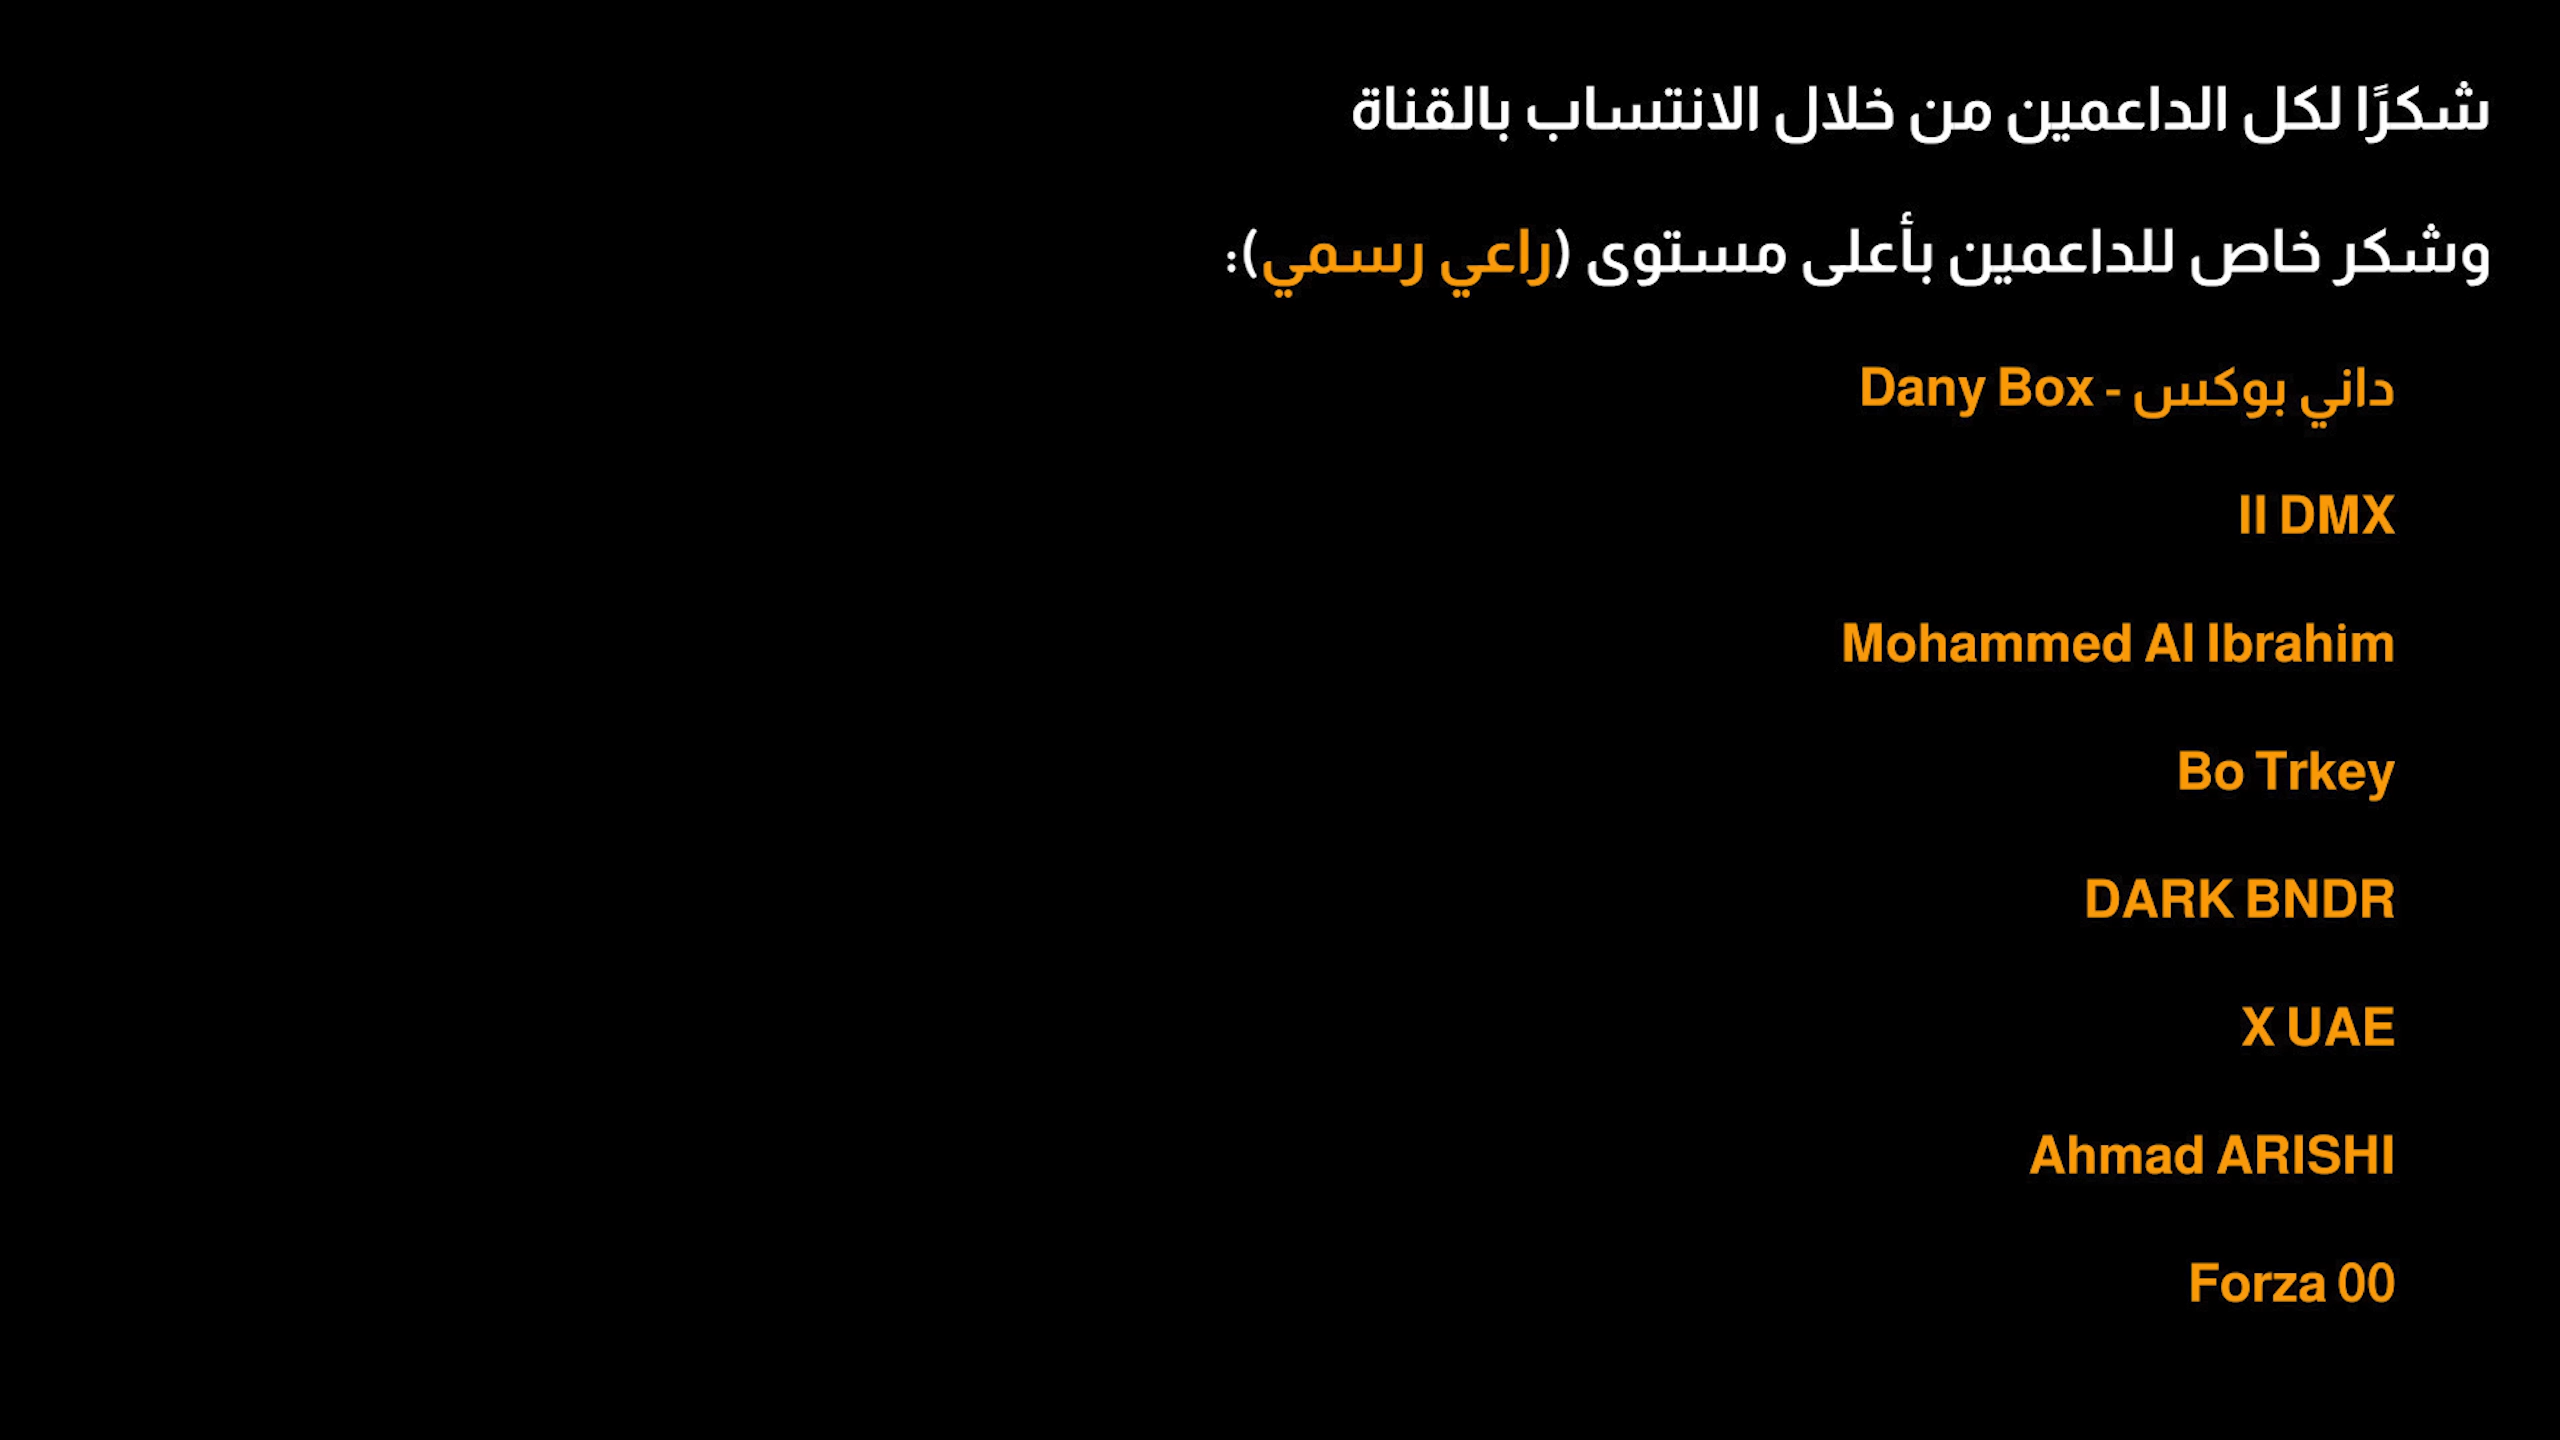 شكرًا لكل الداعمين من خلال الانتساب بالقناة
وشكر خاص للداعمين بأعلى مستوى (راعي رسمي):
داني بوكس - Dany Box
II DMX
Mohammed Al Ibrahim
Bo Trkey
DARK BNDR
X UAE
Ahmad ARISHI
Forza 00